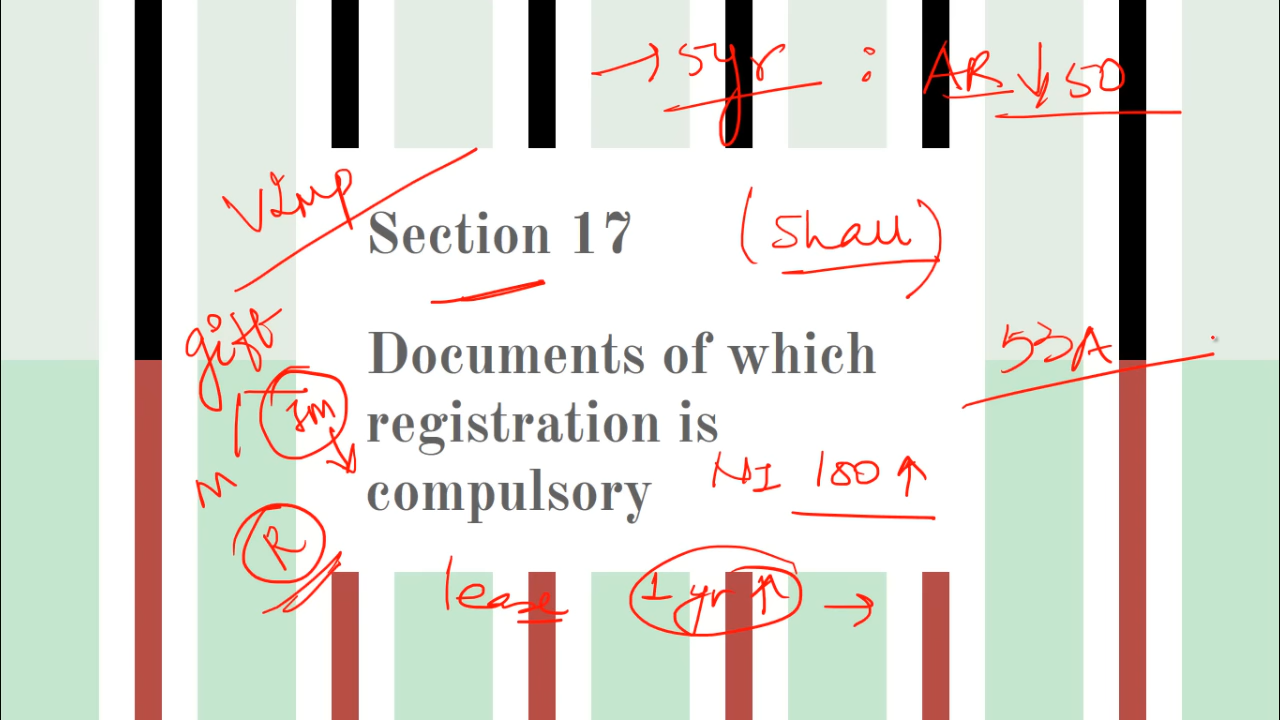 → 5yr : AR ↓ 50
VImp
Section 17 (Shall)
gift
Documents of which
53A
Im
registration is
M
NI 100 ↑
compulsory
R
lease 1 yr ↑ →